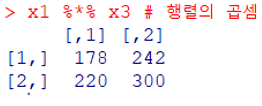 > x1 %*% x3 # 행렬의 곱셈
     [,1] [,2]
[1,]  178  242
[2,]  220  300